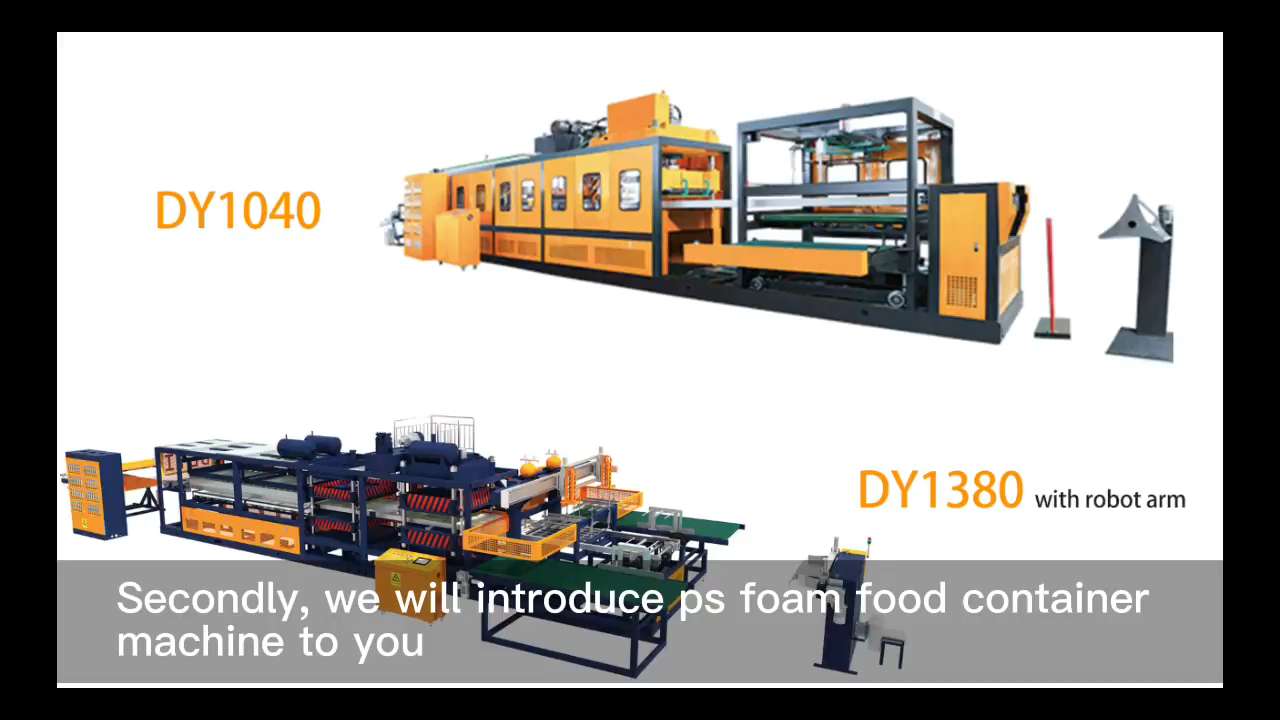 DY1040
DY1380 with robot arm
Secondly, we will introduce ps foam food container
machine to you